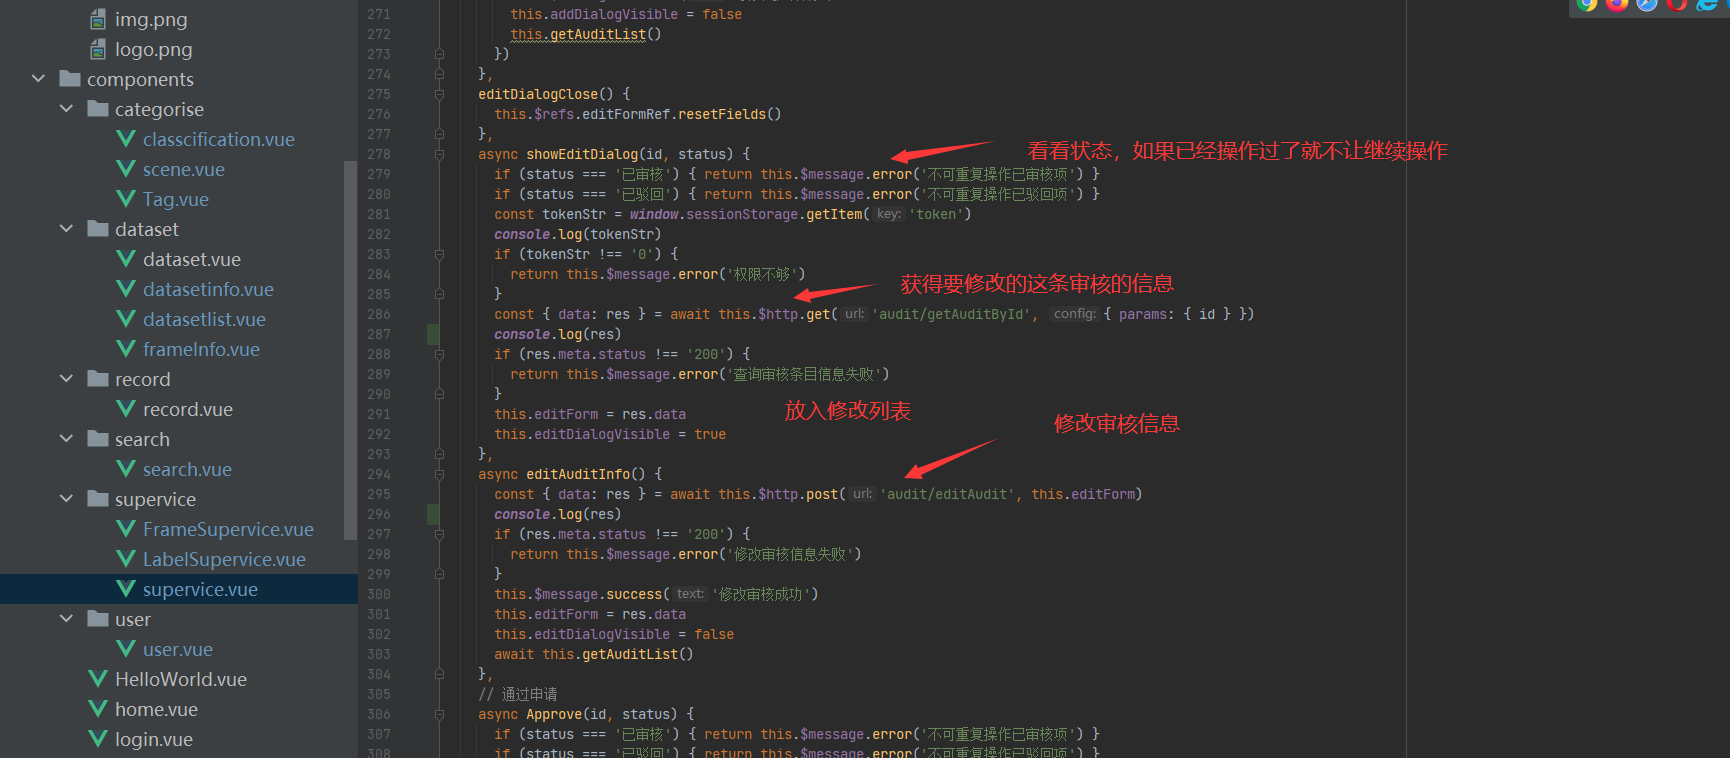 img.png
logo.png
components
categorise
classcification.vue
scene.vue
Tag.vue
dataset
dataset.vue
datasetinfo.vue
datasetlist.vue
frameInfo.vue
record
record.vue
search
search.vue
supervice
FrameSupervice.vue
LabelSupervice.vue
supervice.vue
user
user.vue
HelloWorld.vue
home.vue
login.vue
271 this.addDialogVisible = false
272 this.getAuditList()
273 })
274 },
275 editDialogClose() {
276 this.$refs.editFormRef.resetFields()
277 },
278 async showEditDialog(id, status) {
看看状态，如果已经操作过了就不让继续操作
279 if (status === '已审核') { return this.$message.error('不可重复操作已审核项') }
280 if (status === '已驳回') { return this.$message.error('不可重复操作已驳回项') }
281 const tokenStr = window.sessionStorage.getItem( key: 'token')
282 console.log(tokenStr)
283 if (tokenStr !== '0') {
284 return this.$message.error('权限不够')
获得要修改的这条审核的信息
285 }
286 const { data: res } = await this.$http.get( url: 'audit/getAuditById', config: { params: { id } })
287 console.log(res)
288 if (res.meta.status !== '200') {
289 return this.$message.error('查询审核条目信息失败')
290 }
291 this.editForm = res.data
放入修改列表
292 this.editDialogVisible = true
修改审核信息
293 },
294 async editAuditInfo() {
295 const { data: res } = await this.$http.post( url: 'audit/editAudit', this.editForm)
296 console.log(res)
297 if (res.meta.status !== '200') {
298 return this.$message.error('修改审核信息失败')
299 }
300 this.$message.success( text: '修改审核成功')
301 this.editForm = res.data
302 this.editDialogVisible = false
303 await this.getAuditList()
304 },
305 // 通过申请
306 async Approve(id, status) {
307 if (status === '已审核') { return this.$message.error('不可重复操作已审核项') }
308 if (status === '已驳回') { return this.$message.error('不可重复操作已驳回项') }